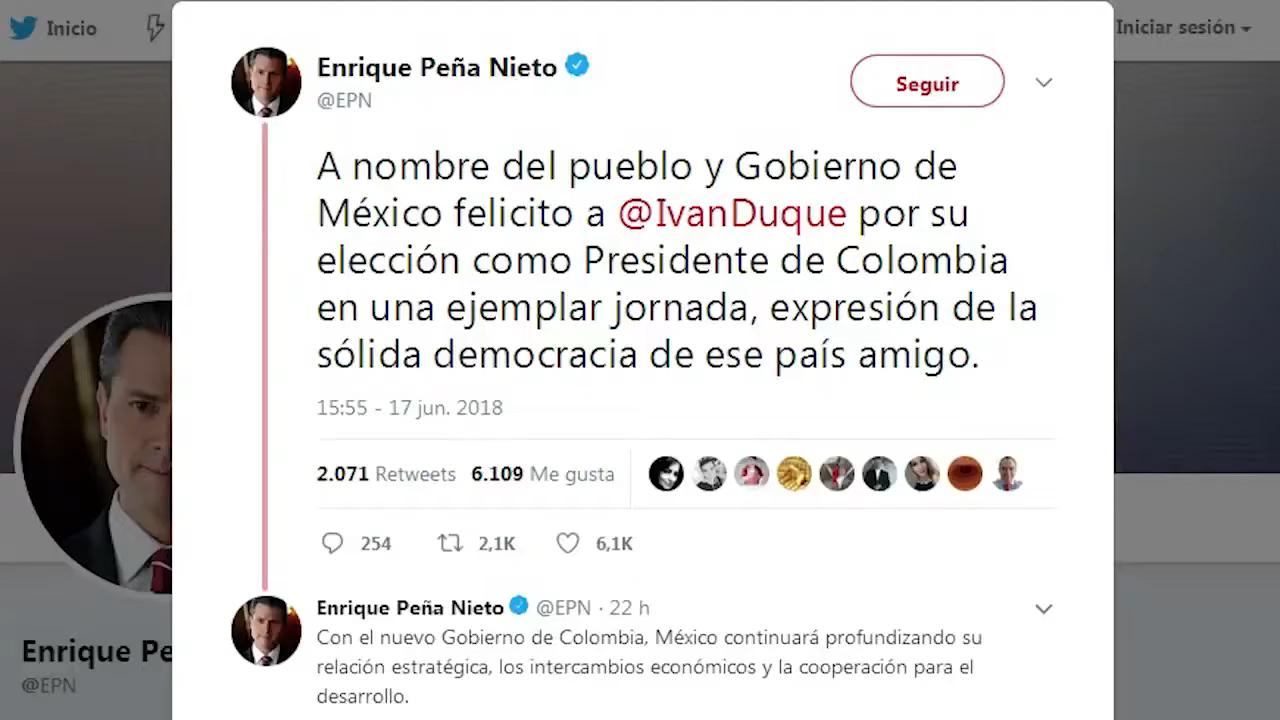 Inicio
Iniciar sesión
Enrique Peña Nieto
@EPN
Seguir
A nombre del pueblo y Gobierno de
México felicito a @IvanDuque por su
elección como Presidente de Colombia
en una ejemplar jornada, expresión de la
sólida democracia de ese país amigo.
15:55 - 17 jun. 2018
2.071 Retweets 6.109 Me gusta
254 2,1K 6,1K
Enrique Peña Nieto @EPN · 22 h
Con el nuevo Gobierno de Colombia, México continuará profundizando su
relación estratégica, los intercambios económicos y la cooperación para el
desarrollo.
Enrique Pe
@EPN